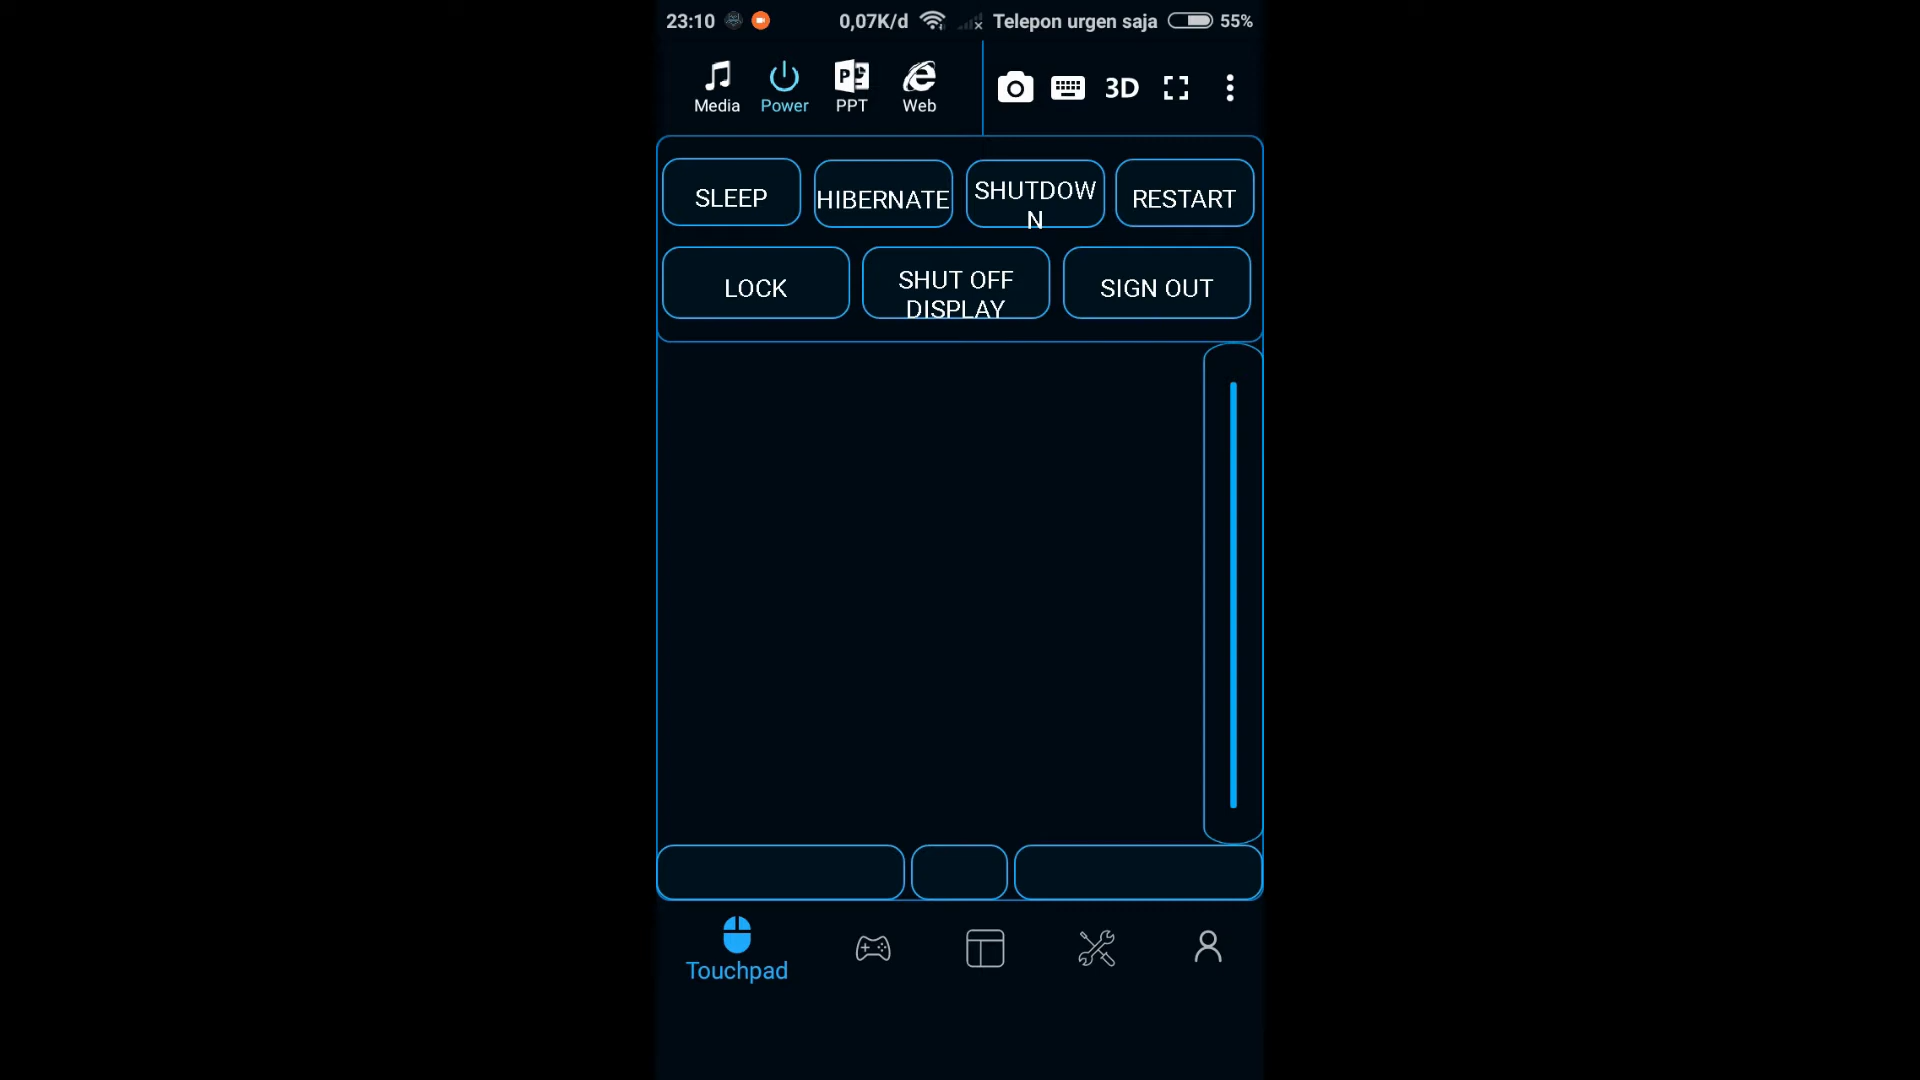 23:10 0,07K/d Telepon urgen saja 55%
Media Power PPT Web 3D
SLEEP HIBERNATE SHUTDOW RESTART
N
LOCK SHUT OFF SIGN OUT
DISPLAY
Touchpad